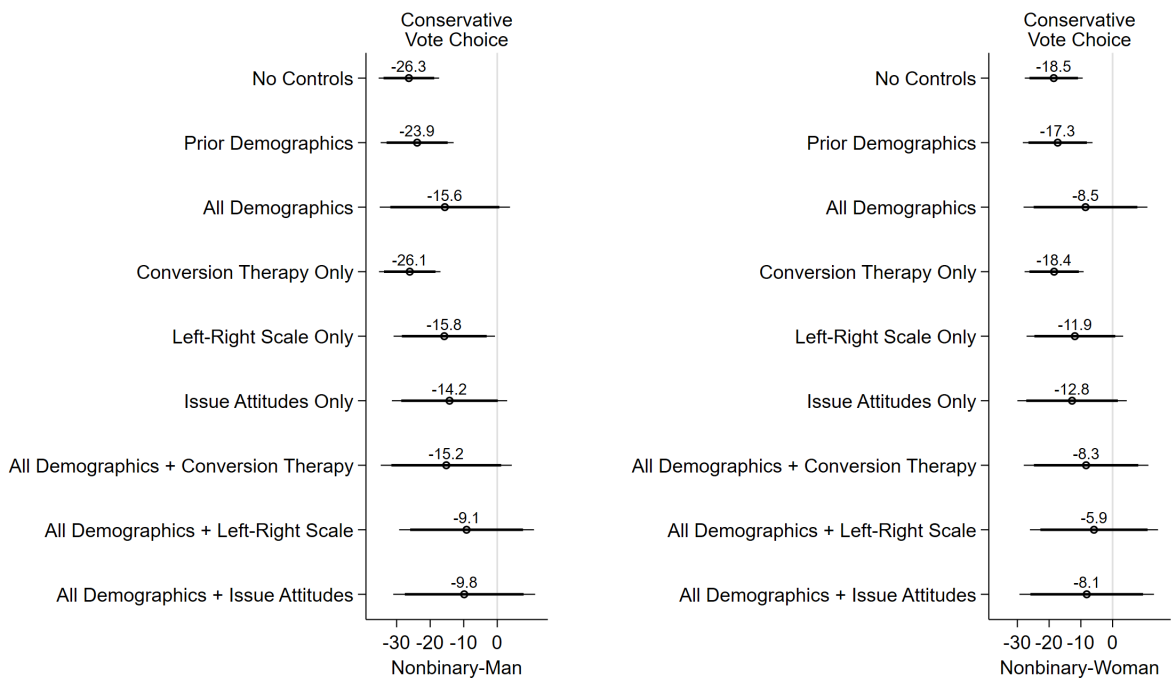 Conservative
Vote Choice
No Controls
-26.3
Prior Demographics
-23.9
All Demographics
-15.6
Conversion Therapy Only
-26.1
Left-Right Scale Only
-15.8
Issue Attitudes Only
-14.2
All Demographics + Conversion Therapy
-15.2
All Demographics + Left-Right Scale
-9.1
All Demographics + Issue Attitudes
-9.8
-30 -20 -10 0
Nonbinary-Man
Conservative
Vote Choice
No Controls
-18.5
Prior Demographics
-17.3
All Demographics
-8.5
Conversion Therapy Only
-18.4
Left-Right Scale Only
-11.9
Issue Attitudes Only
-12.8
All Demographics + Conversion Therapy
-8.3
All Demographics + Left-Right Scale
-5.9
All Demographics + Issue Attitudes
-8.1
-30 -20 -10 0
Nonbinary-Woman